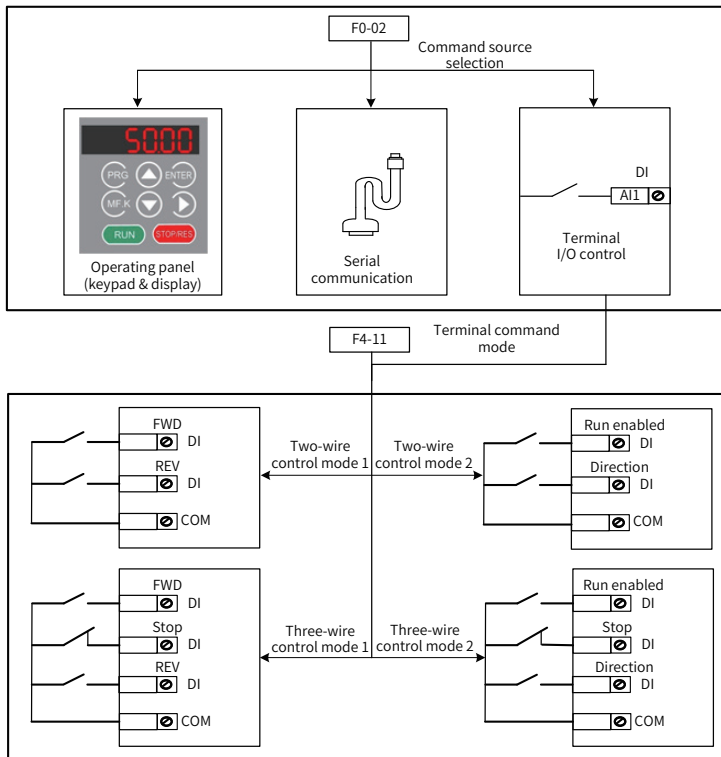 F0-02
Command source
selection
50.00
PRG
ENTER
MF.K
RUN
STOP/RES
Operating panel
(keypad & display)
Serial
communication
DI
AI1
Terminal
I/O control
F4-11
Terminal command
mode
FWD
DI
REV
DI
COM
Two-wire
control mode 1
Two-wire
control mode 2
Run enabled
DI
Direction
DI
COM
FWD
DI
Stop
DI
REV
DI
COM
Three-wire
control mode 1
Three-wire
control mode 2
Run enabled
DI
Stop
DI
Direction
DI
COM